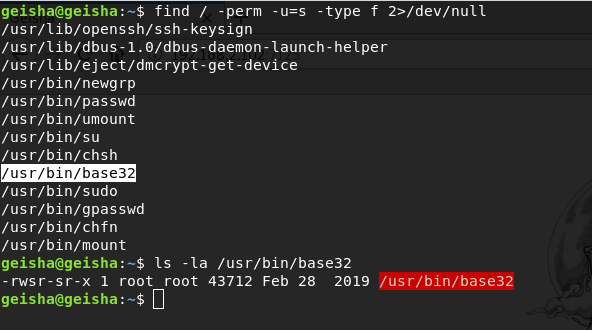 geisha@geisha:~$ find / -perm -u=s -type f 2>/dev/null
/usr/lib/openssh/ssh-keysign
/usr/lib/dbus-1.0/dbus-daemon-launch-helper
/usr/lib/eject/dmcrypt-get-device
/usr/bin/newgrp
/usr/bin/passwd
/usr/bin/umount
/usr/bin/su
/usr/bin/chsh
/usr/bin/base32
/usr/bin/sudo
/usr/bin/gpasswd
/usr/bin/chfn
/usr/bin/mount
geisha@geisha:~$ ls -la /usr/bin/base32
-rwsr-sr-x 1 root root 43712 Feb 28  2019 /usr/bin/base32
geisha@geisha:~$